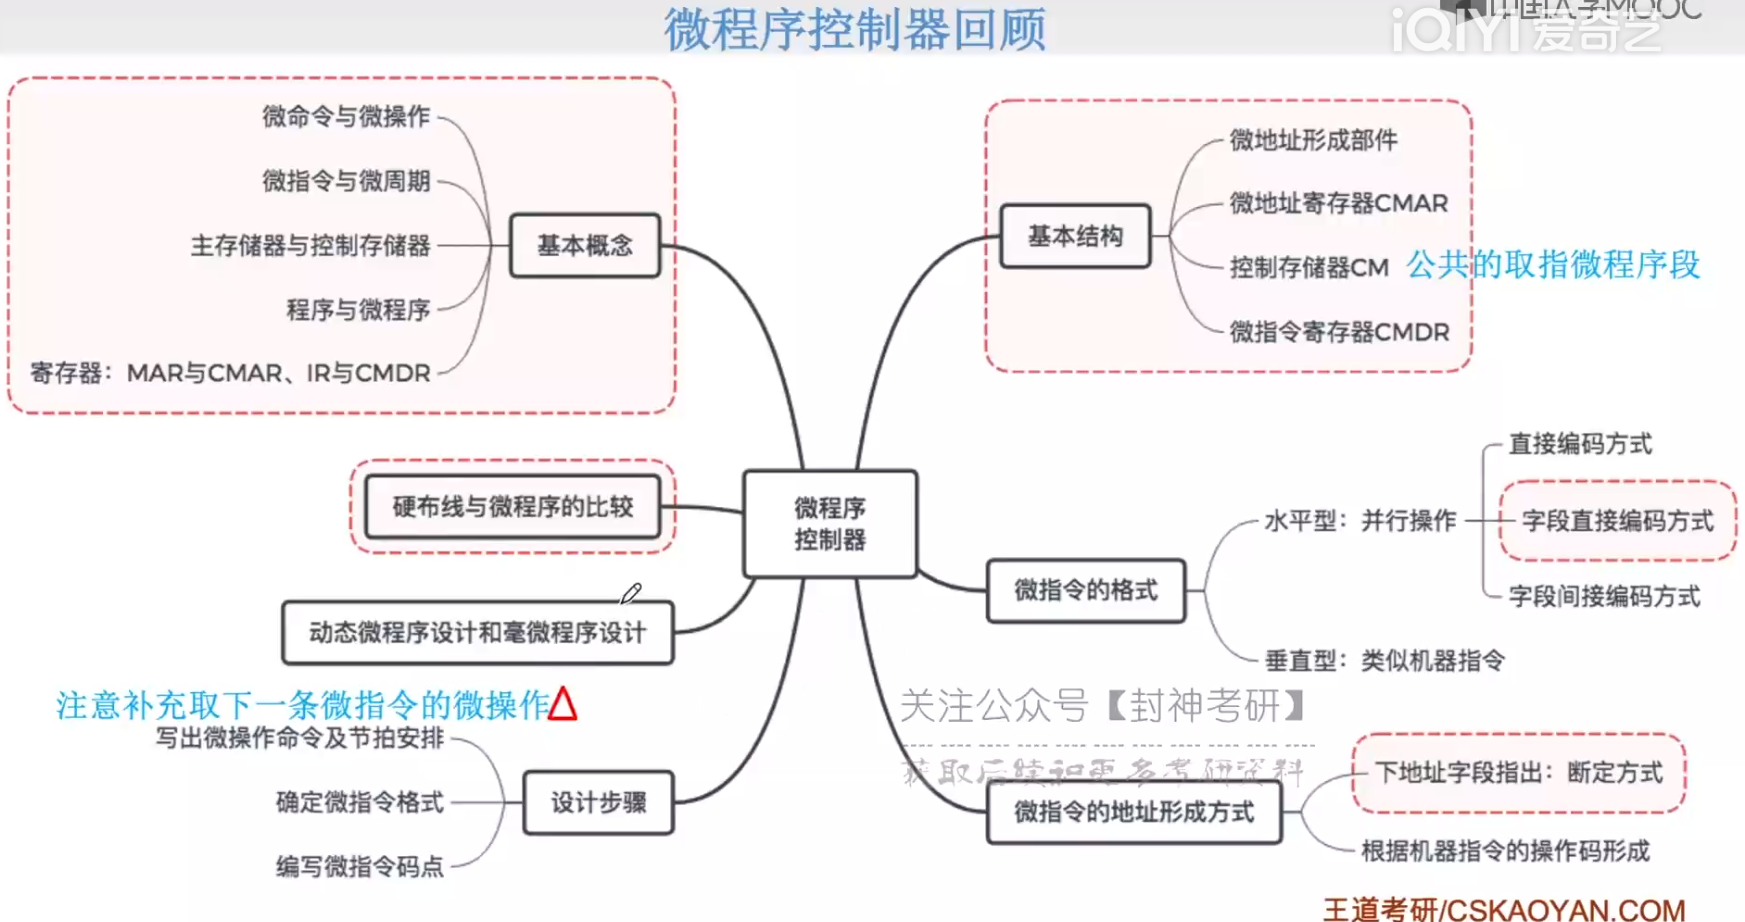 微程序控制器回顾
iQIYI 爱奇艺
微命令与微操作
微指令与微周期
主存储器与控制存储器
程序与微程序
寄存器：MAR与CMAR、IR与CMDR
基本概念
微地址形成部件
微地址寄存器CMAR
控制存储器CM
微指令寄存器CMDR
基本结构
公共的取指微程序段
硬布线与微程序的比较
微程序
控制器
动态微程序设计和毫微程序设计
直接编码方式
水平型：并行操作
字段直接编码方式
字段间接编码方式
微指令的格式
垂直型：类似机器指令
注意补充取下一条微指令的微操作
写出微操作命令及节拍安排
确定微指令格式
编写微指令码点
设计步骤
关注公众号【封神考研】
获取后续和更多考研资料
微指令的地址形成方式
下地址字段指出：断定方式
根据机器指令的操作码形成
王道考研/CSKAOYAN.COM